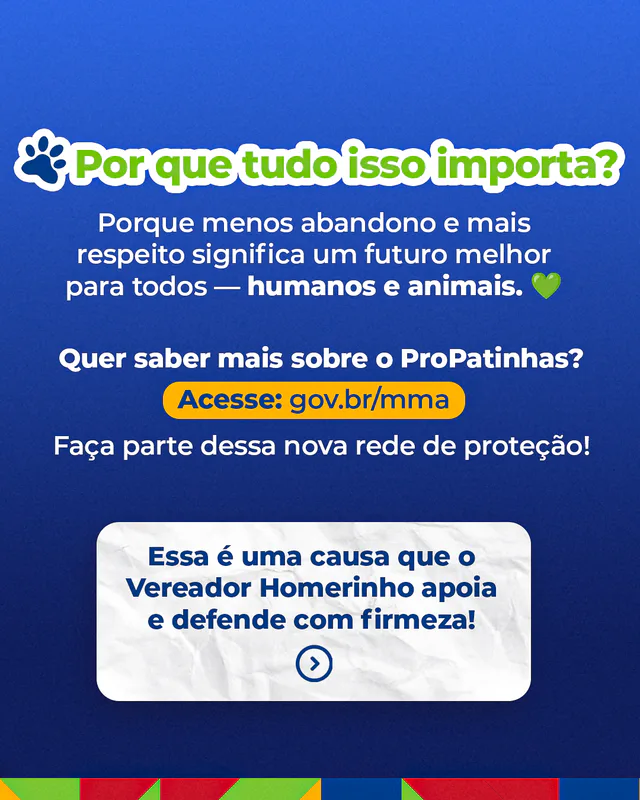 Por que tudo isso importa?
Porque menos abandono e mais
respeito significa um futuro melhor
para todos — humanos e animais. 💚
Quer saber mais sobre o ProPatinhas?
Acesse: gov.br/mma
Faça parte dessa nova rede de proteção!
Essa é uma causa que o
Vereador Homerinho apoia
e defende com firmeza!